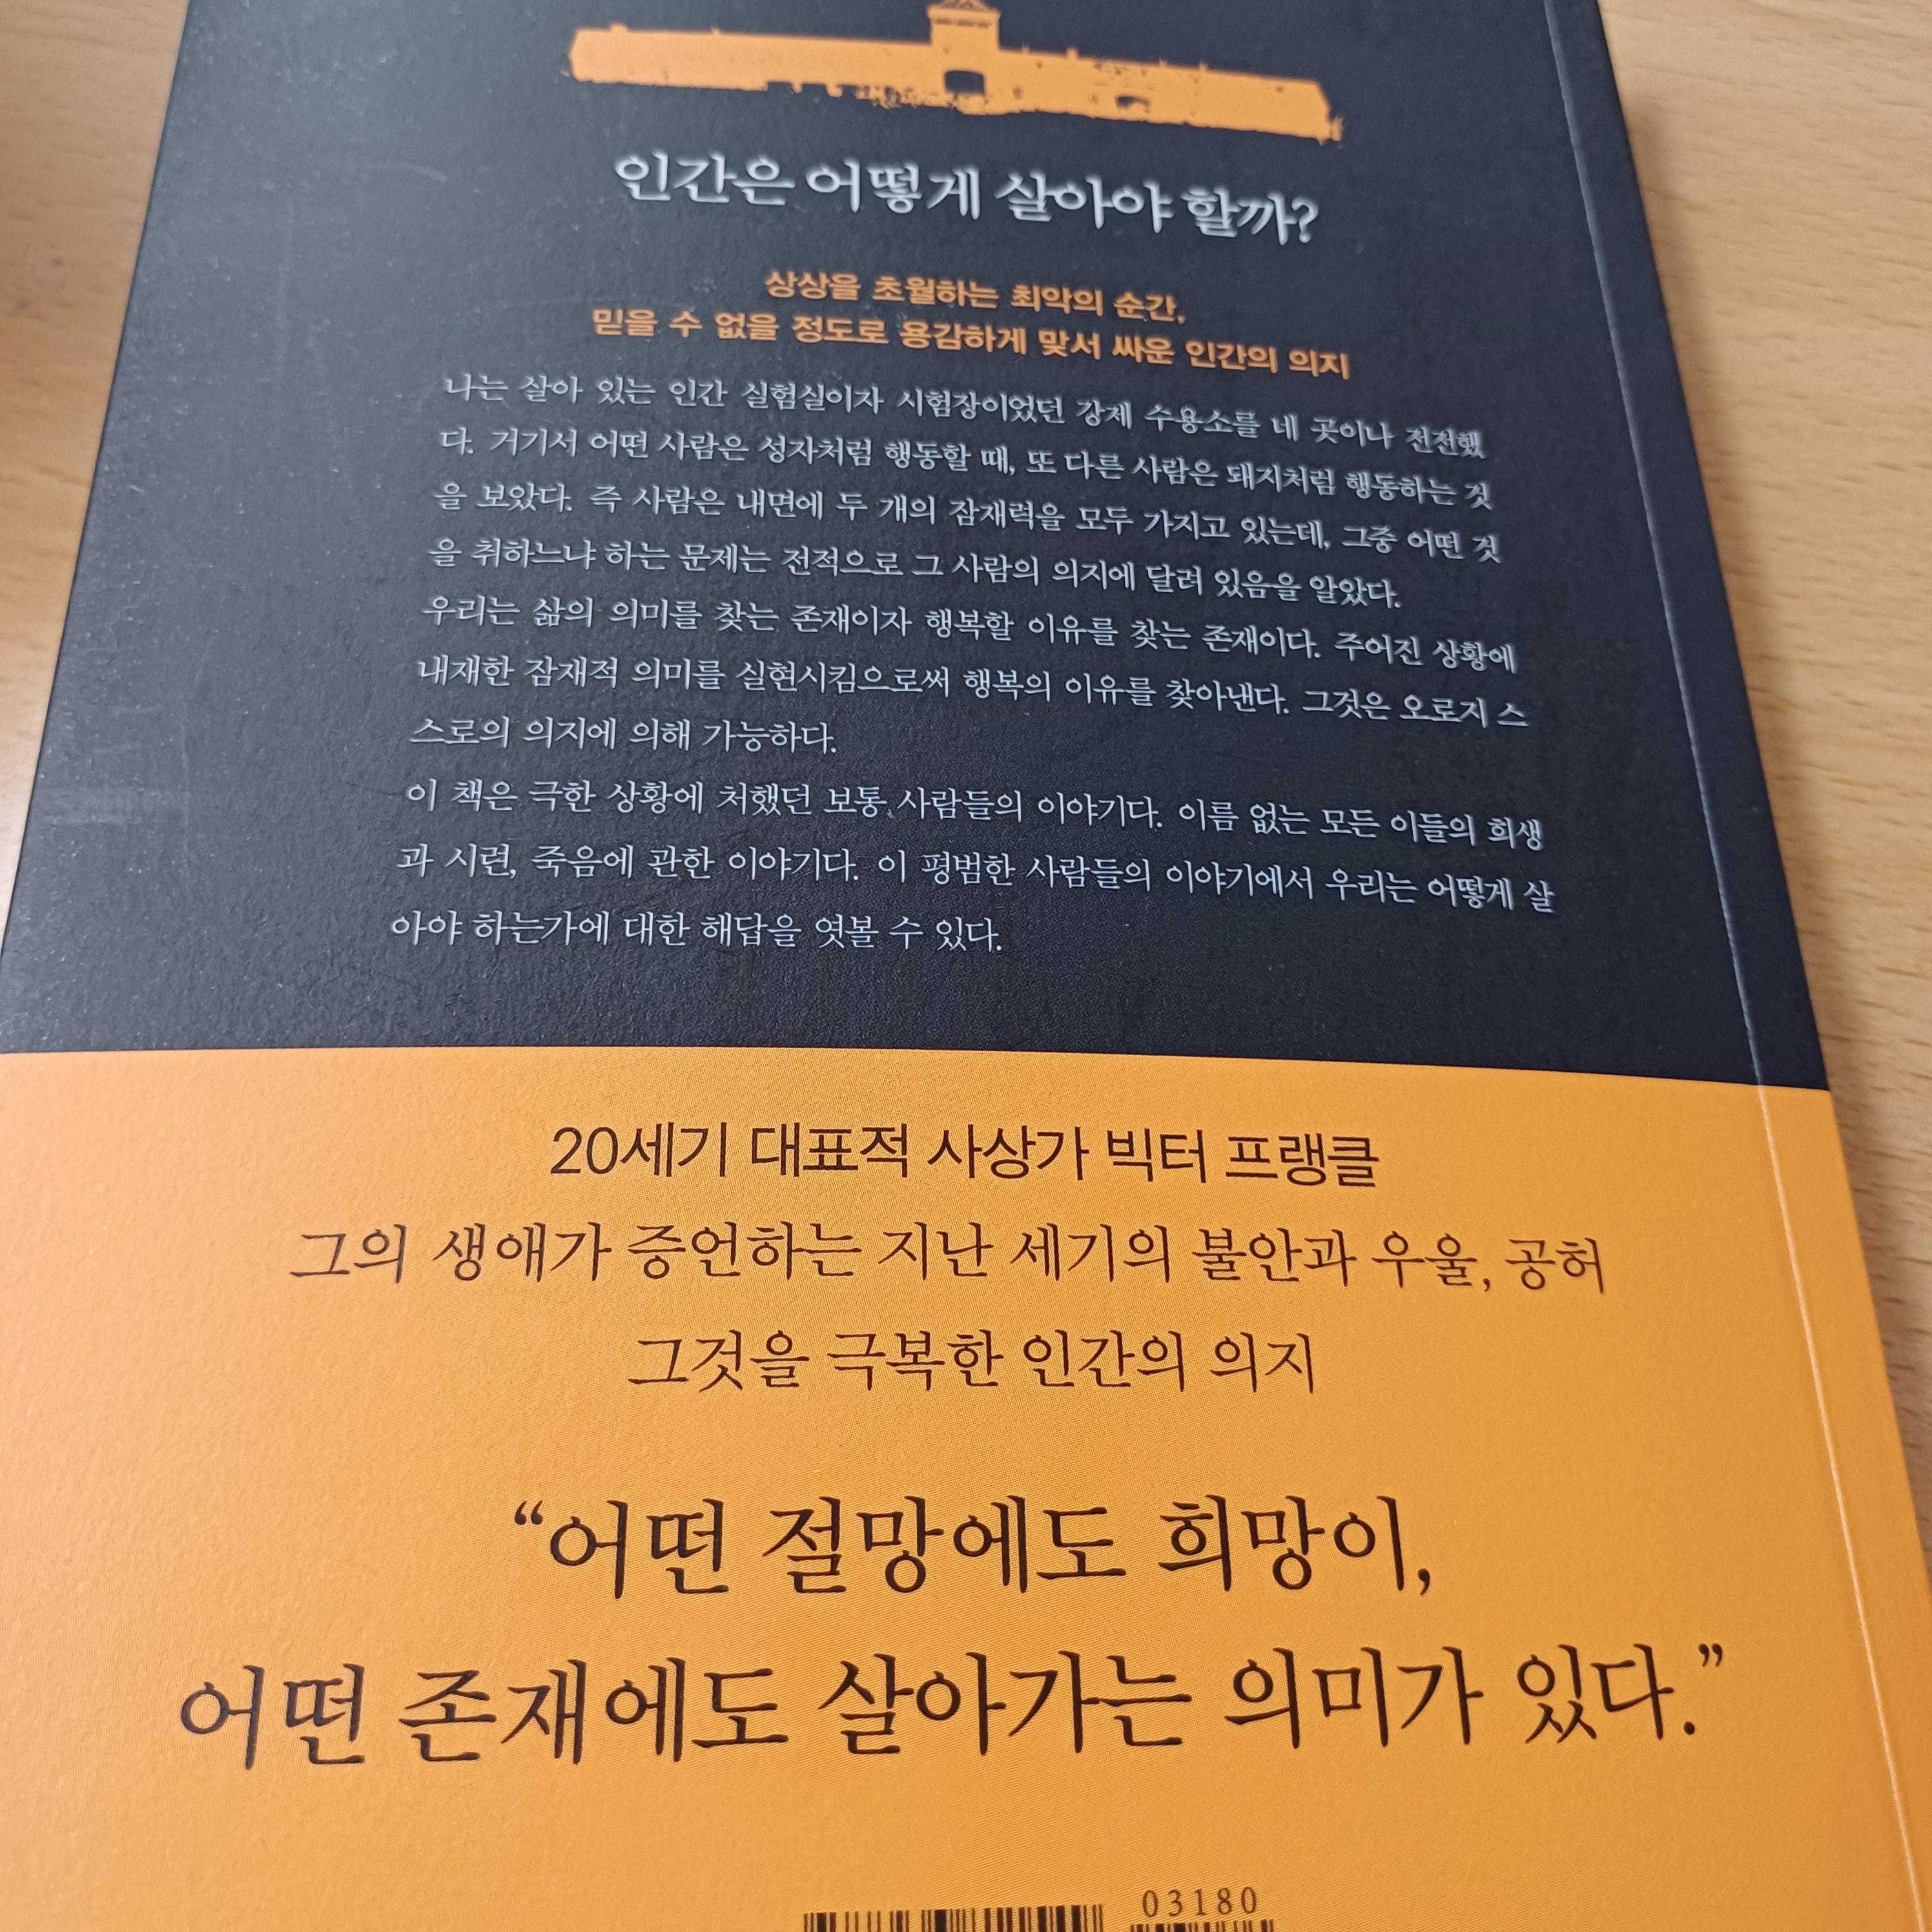 인간은 어떻게 살아야 할까?
상상을 초월하는 최악의 순간,
믿을 수 없을 정도로 용감하게 맞서 싸운 인간의 의지
나는 살아 있는 인간 실험실이자 시험장이었던 강제 수용소를 네 곳이나 전전했
다. 거기서 어떤 사람은 성자처럼 행동할 때, 또 다른 사람은 돼지처럼 행동하는 것
을 보았다. 즉 사람은 내면에 두 개의 잠재력을 모두 가지고 있는데, 그중 어떤 것
을 취하느냐 하는 문제는 전적으로 그 사람의 의지에 달려 있음을 알았다.
우리는 삶의 의미를 찾는 존재이자 행복할 이유를 찾는 존재이다. 주어진 상황에
내재한 잠재적 의미를 실현시킴으로써 행복의 이유를 찾아낸다. 그것은 오로지 스
스로의 의지에 의해 가능하다.
이 책은 극한 상황에 처했던 보통 사람들의 이야기다. 이름 없는 모든 이들의 희생
과 시련, 죽음에 관한 이야기다. 이 평범한 사람들의 이야기에서 우리는 어떻게 살
아야 하는가에 대한 해답을 엿볼 수 있다.
20세기 대표적 사상가 빅터 프랭클
그의 생애가 증언하는 지난 세기의 불안과 우울, 공허
그것을 극복한 인간의 의지
“어떤 절망에도 희망이,
어떤 존재에도 살아가는 의미가 있다.”
03180